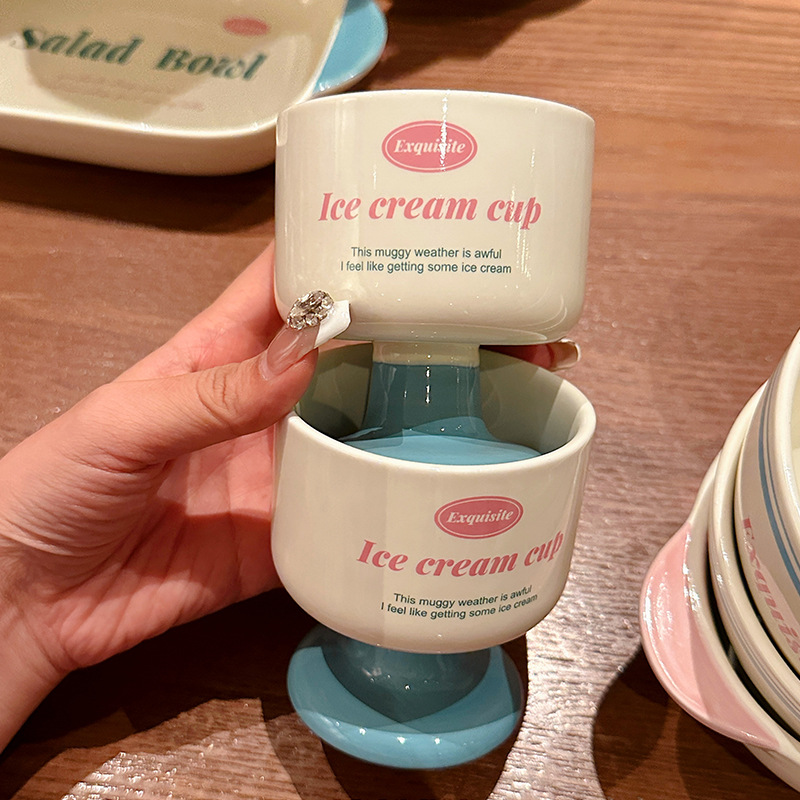 Salad Bowl
Exquisite
Ice cream cup
This muggy weather is awful
I feel like getting some ice cream
Exquisite
Ice cream cup
This muggy weather is awful
I feel like getting some ice cream